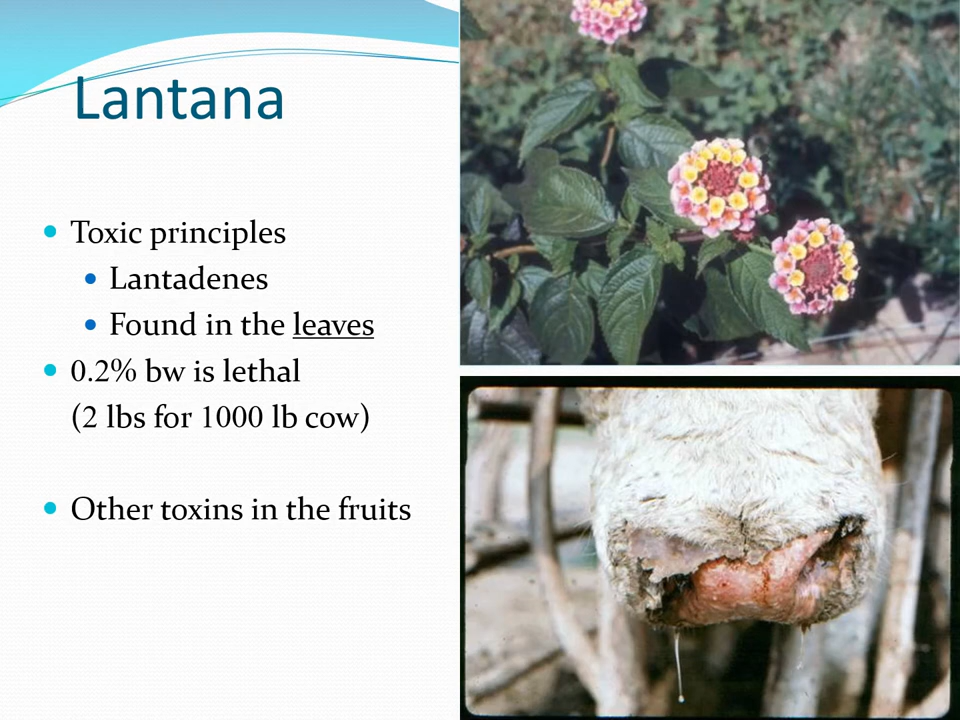 Lantana
Toxic principles
Lantadenes
Found in the leaves
0.2% bw is lethal
(2 lbs for 1000 lb cow)
Other toxins in the fruits